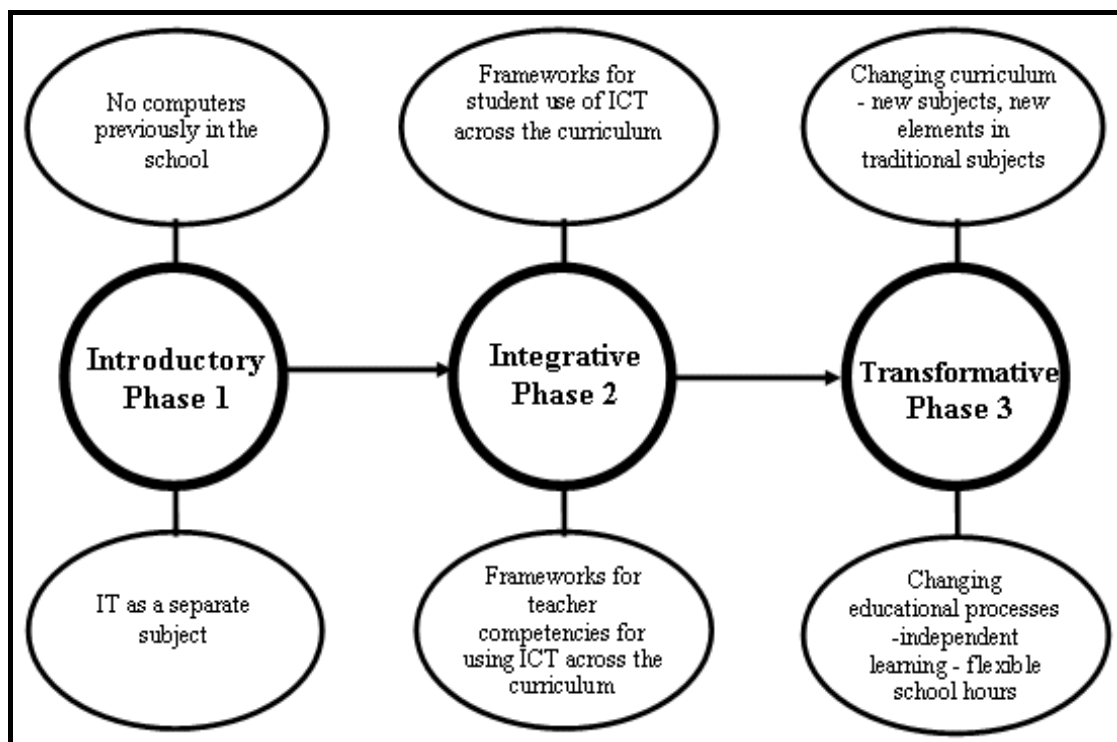 No computers
previously in the
school
Frameworks for
student use of ICT
across the curriculum
Changing curriculum
- new subjects, new
elements in
traditional subjects
Introductory
Phase 1
Integrative
Phase 2
Transformative
Phase 3
IT as a separate
subject
Frameworks for
teacher
competencies for
using ICT across the
curriculum
Changing
educational processes
-independent
learning - flexible
school hours